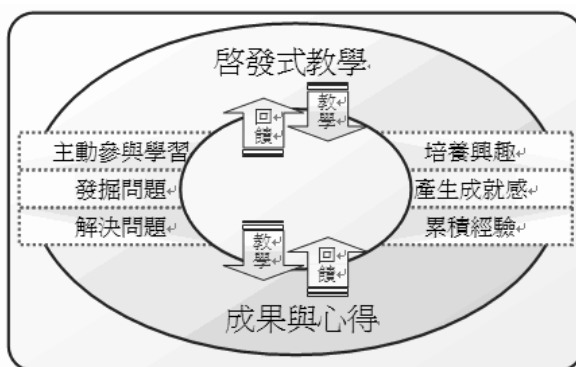 啓發式教學
回饋
教學
主動參與學習
培養興趣
發掘問題
產生成就感
解決問題
累積經驗
教學
回饋
成果與心得